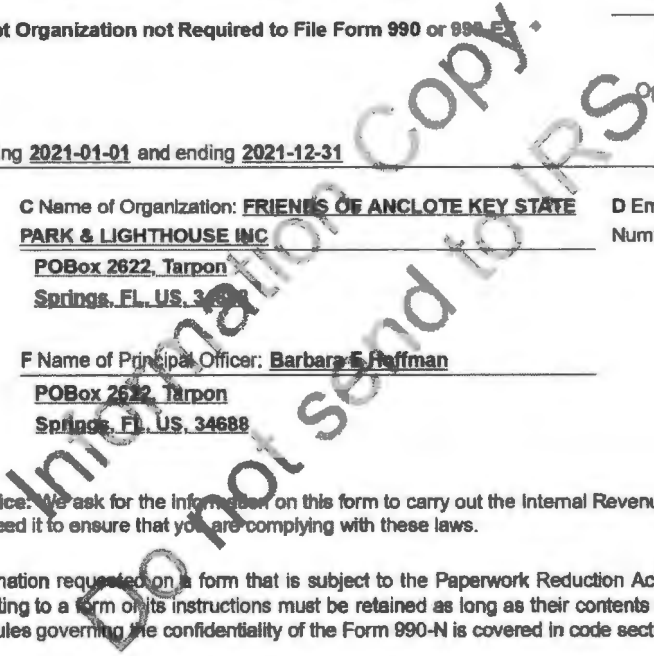 pt Organization not Required to File Form 990 or 990-EZ
ing 2021-01-01 and ending 2021-12-31
C Name of Organization: FRIENDS OF ANCLOTE KEY STATE
PARK & LIGHTHOUSE INC
POBox 2622, Tarpon
Springs, FL, US, 34688
D Em
Num
F Name of Principal Officer: Barbara E Hoffman
POBox 2622, Tarpon
Springs, FL, US, 34688
Information Copy.
Do not send to IRS
ice: We ask for the information on this form to carry out the Internal Revenu
eed it to ensure that you are complying with these laws.
mation requested on a form that is subject to the Paperwork Reduction Ac
ting to a form or its instructions must be retained as long as their contents
ules governing the confidentiality of the Form 990-N is covered in code sect